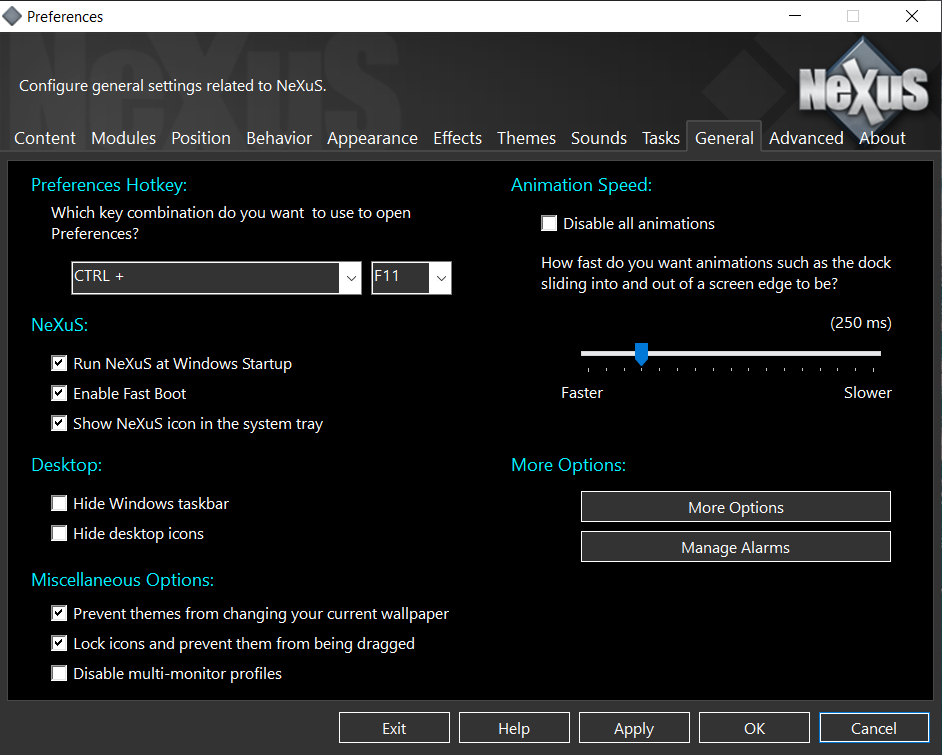 Preferences
Configure general settings related to NeXuS.
NeXuS
Content Modules Position Behavior Appearance Effects Themes Sounds Tasks General Advanced About
Preferences Hotkey:
Which key combination do you want to use to open
Preferences?
CTRL + F11
NeXuS:
Run NeXuS at Windows Startup
Enable Fast Boot
Show NeXuS icon in the system tray
Desktop:
Hide Windows taskbar
Hide desktop icons
Miscellaneous Options:
Prevent themes from changing your current wallpaper
Lock icons and prevent them from being dragged
Disable multi-monitor profiles
Animation Speed:
Disable all animations
How fast do you want animations such as the dock
sliding into and out of a screen edge to be?
(250 ms)
Faster Slower
More Options:
More Options
Manage Alarms
Exit Help Apply OK Cancel